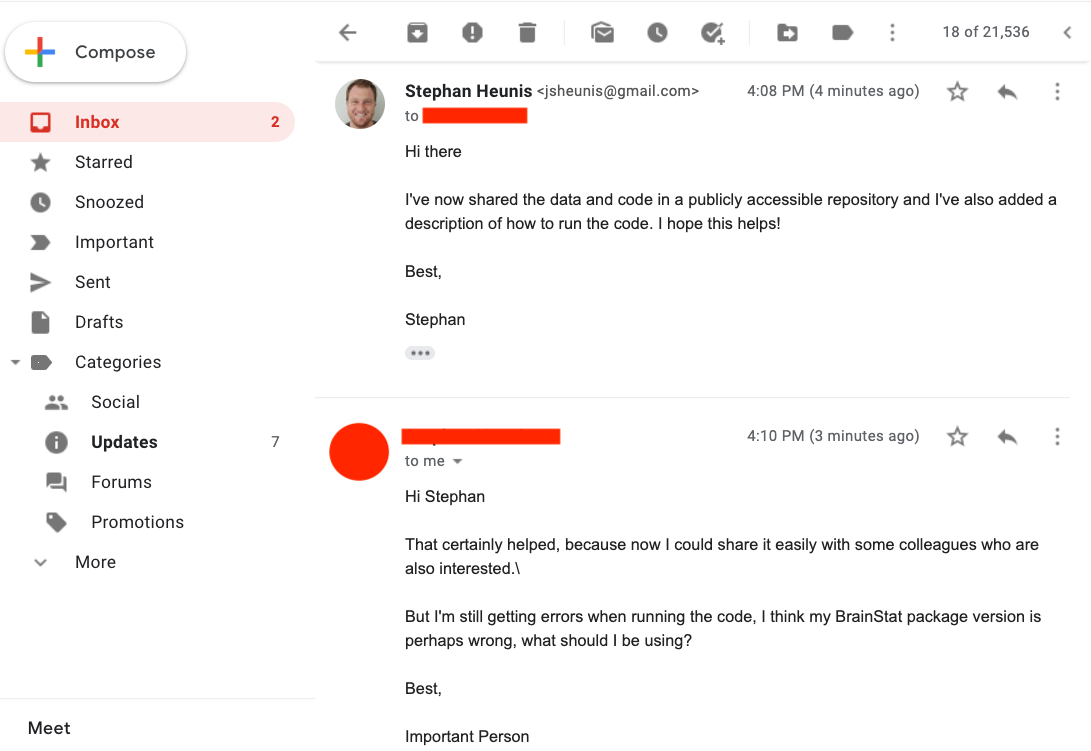 Compose
18 of 21,536
Inbox 2
Starred
Snoozed
Important
Sent
Drafts
Categories
Social
Updates 7
Forums
Promotions
More
Meet
Stephan Heunis <jsheunis@gmail.com> 4:08 PM (4 minutes ago)
to
Hi there
I've now shared the data and code in a publicly accessible repository and I've also added a
description of how to run the code. I hope this helps!
Best,
Stephan
4:10 PM (3 minutes ago)
to me
Hi Stephan
That certainly helped, because now I could share it easily with some colleagues who are
also interested.\
But I'm still getting errors when running the code, I think my BrainStat package version is
perhaps wrong, what should I be using?
Best,
Important Person